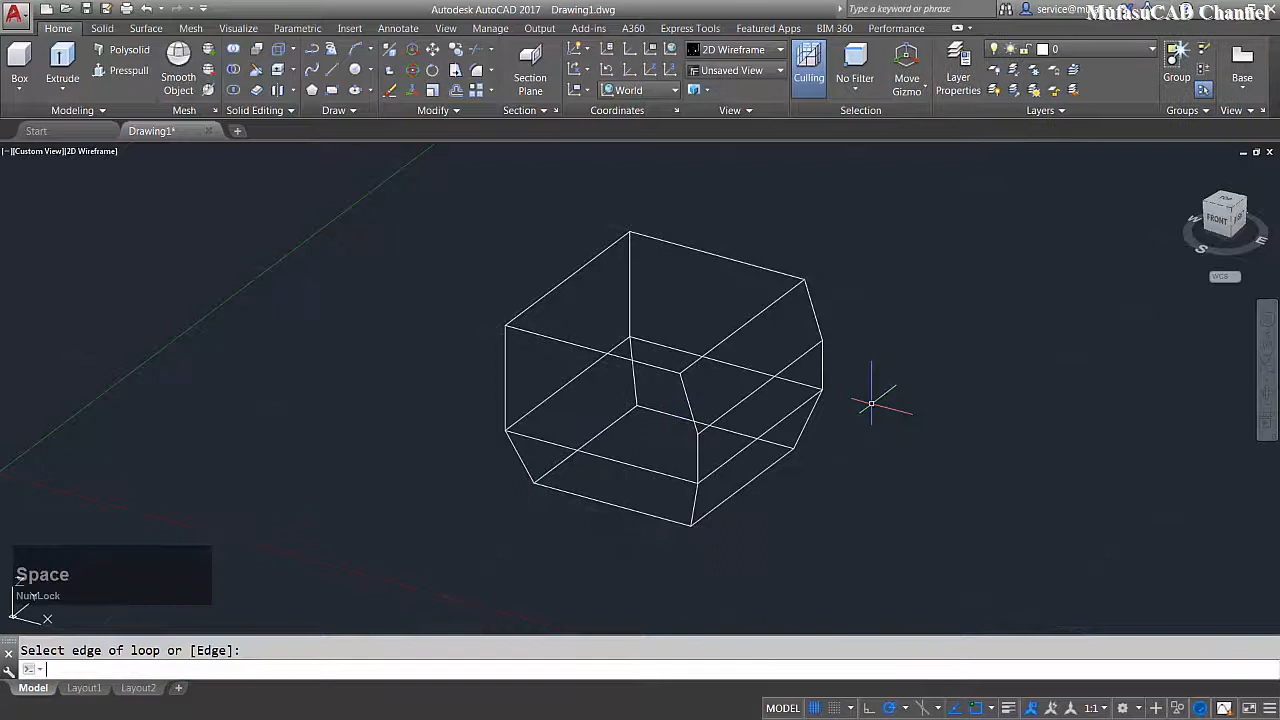 Autodesk AutoCAD 2017 Drawing1.dwg
Type a keyword or phrase
service@mufasu
MufasuCAD Channel
Home Solid Surface Mesh Visualize Parametric Insert Annotate View Manage Output Add-ins A360 Express Tools Featured Apps BIM 360 Performance
Box
Extrude
Polysolid
Presspull
Smooth Object
Section Plane
World
2D Wireframe
Unsaved View
Culling
No Filter
Move Gizmo
Layer Properties
0
Group
Base
Modeling Mesh Solid Editing Draw Modify Section Coordinates View Selection Layers Groups View
Start Drawing1*
[−][Custom View][2D Wireframe]
TOP
FRONT
W
S
E
WCS
Space
NumLock
Z
Y
X
Select edge of loop or [Edge]:
Model Layout1 Layout2
MODEL
1:1